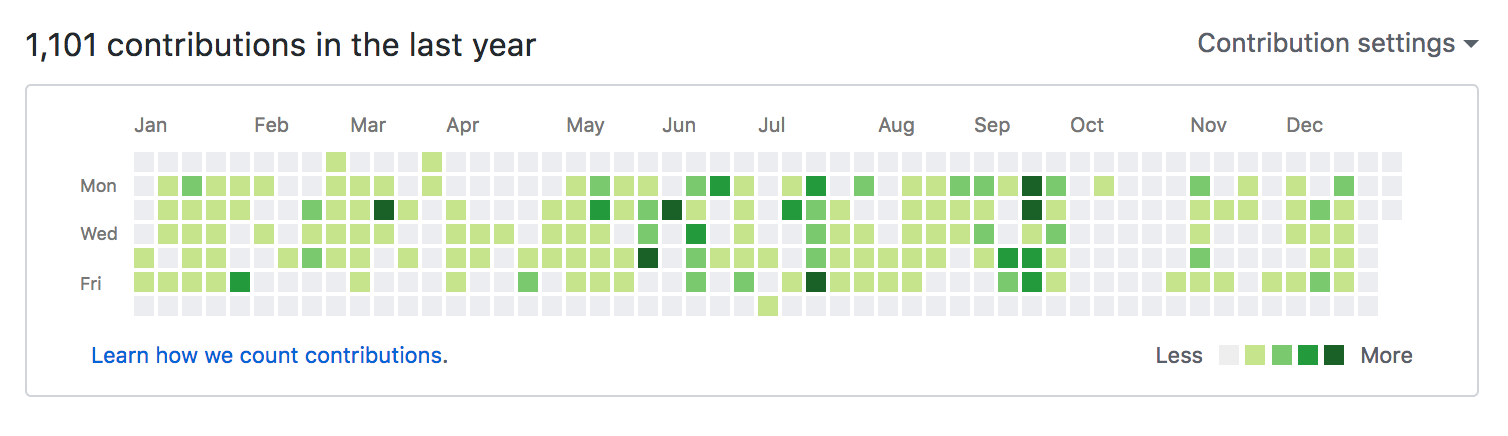 1,101 contributions in the last year
Contribution settings
Jan Feb Mar Apr May Jun Jul Aug Sep Oct Nov Dec
Mon
Wed
Fri
Learn how we count contributions.
Less More